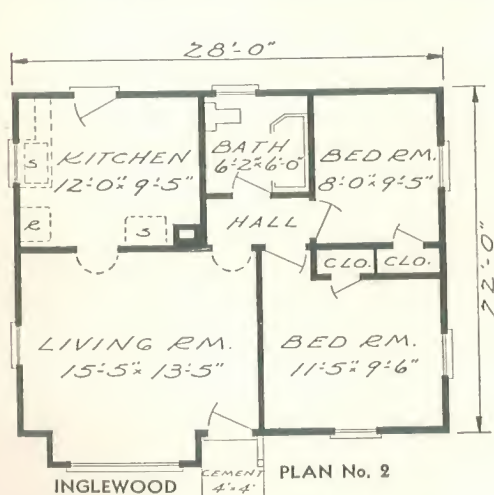 28'-0"
KITCHEN
12'-0" x 9'-5"
S
R
S
BATH
6'-2" x 6'-0"
BED RM.
8'-0" x 9'-5"
HALL
CLO.
CLO.
22'-0"
LIVING RM.
15'-5" x 13'-5"
BED RM.
11'-5" x 9'-6"
CEMENT
4' x 4'
INGLEWOOD
PLAN No. 2